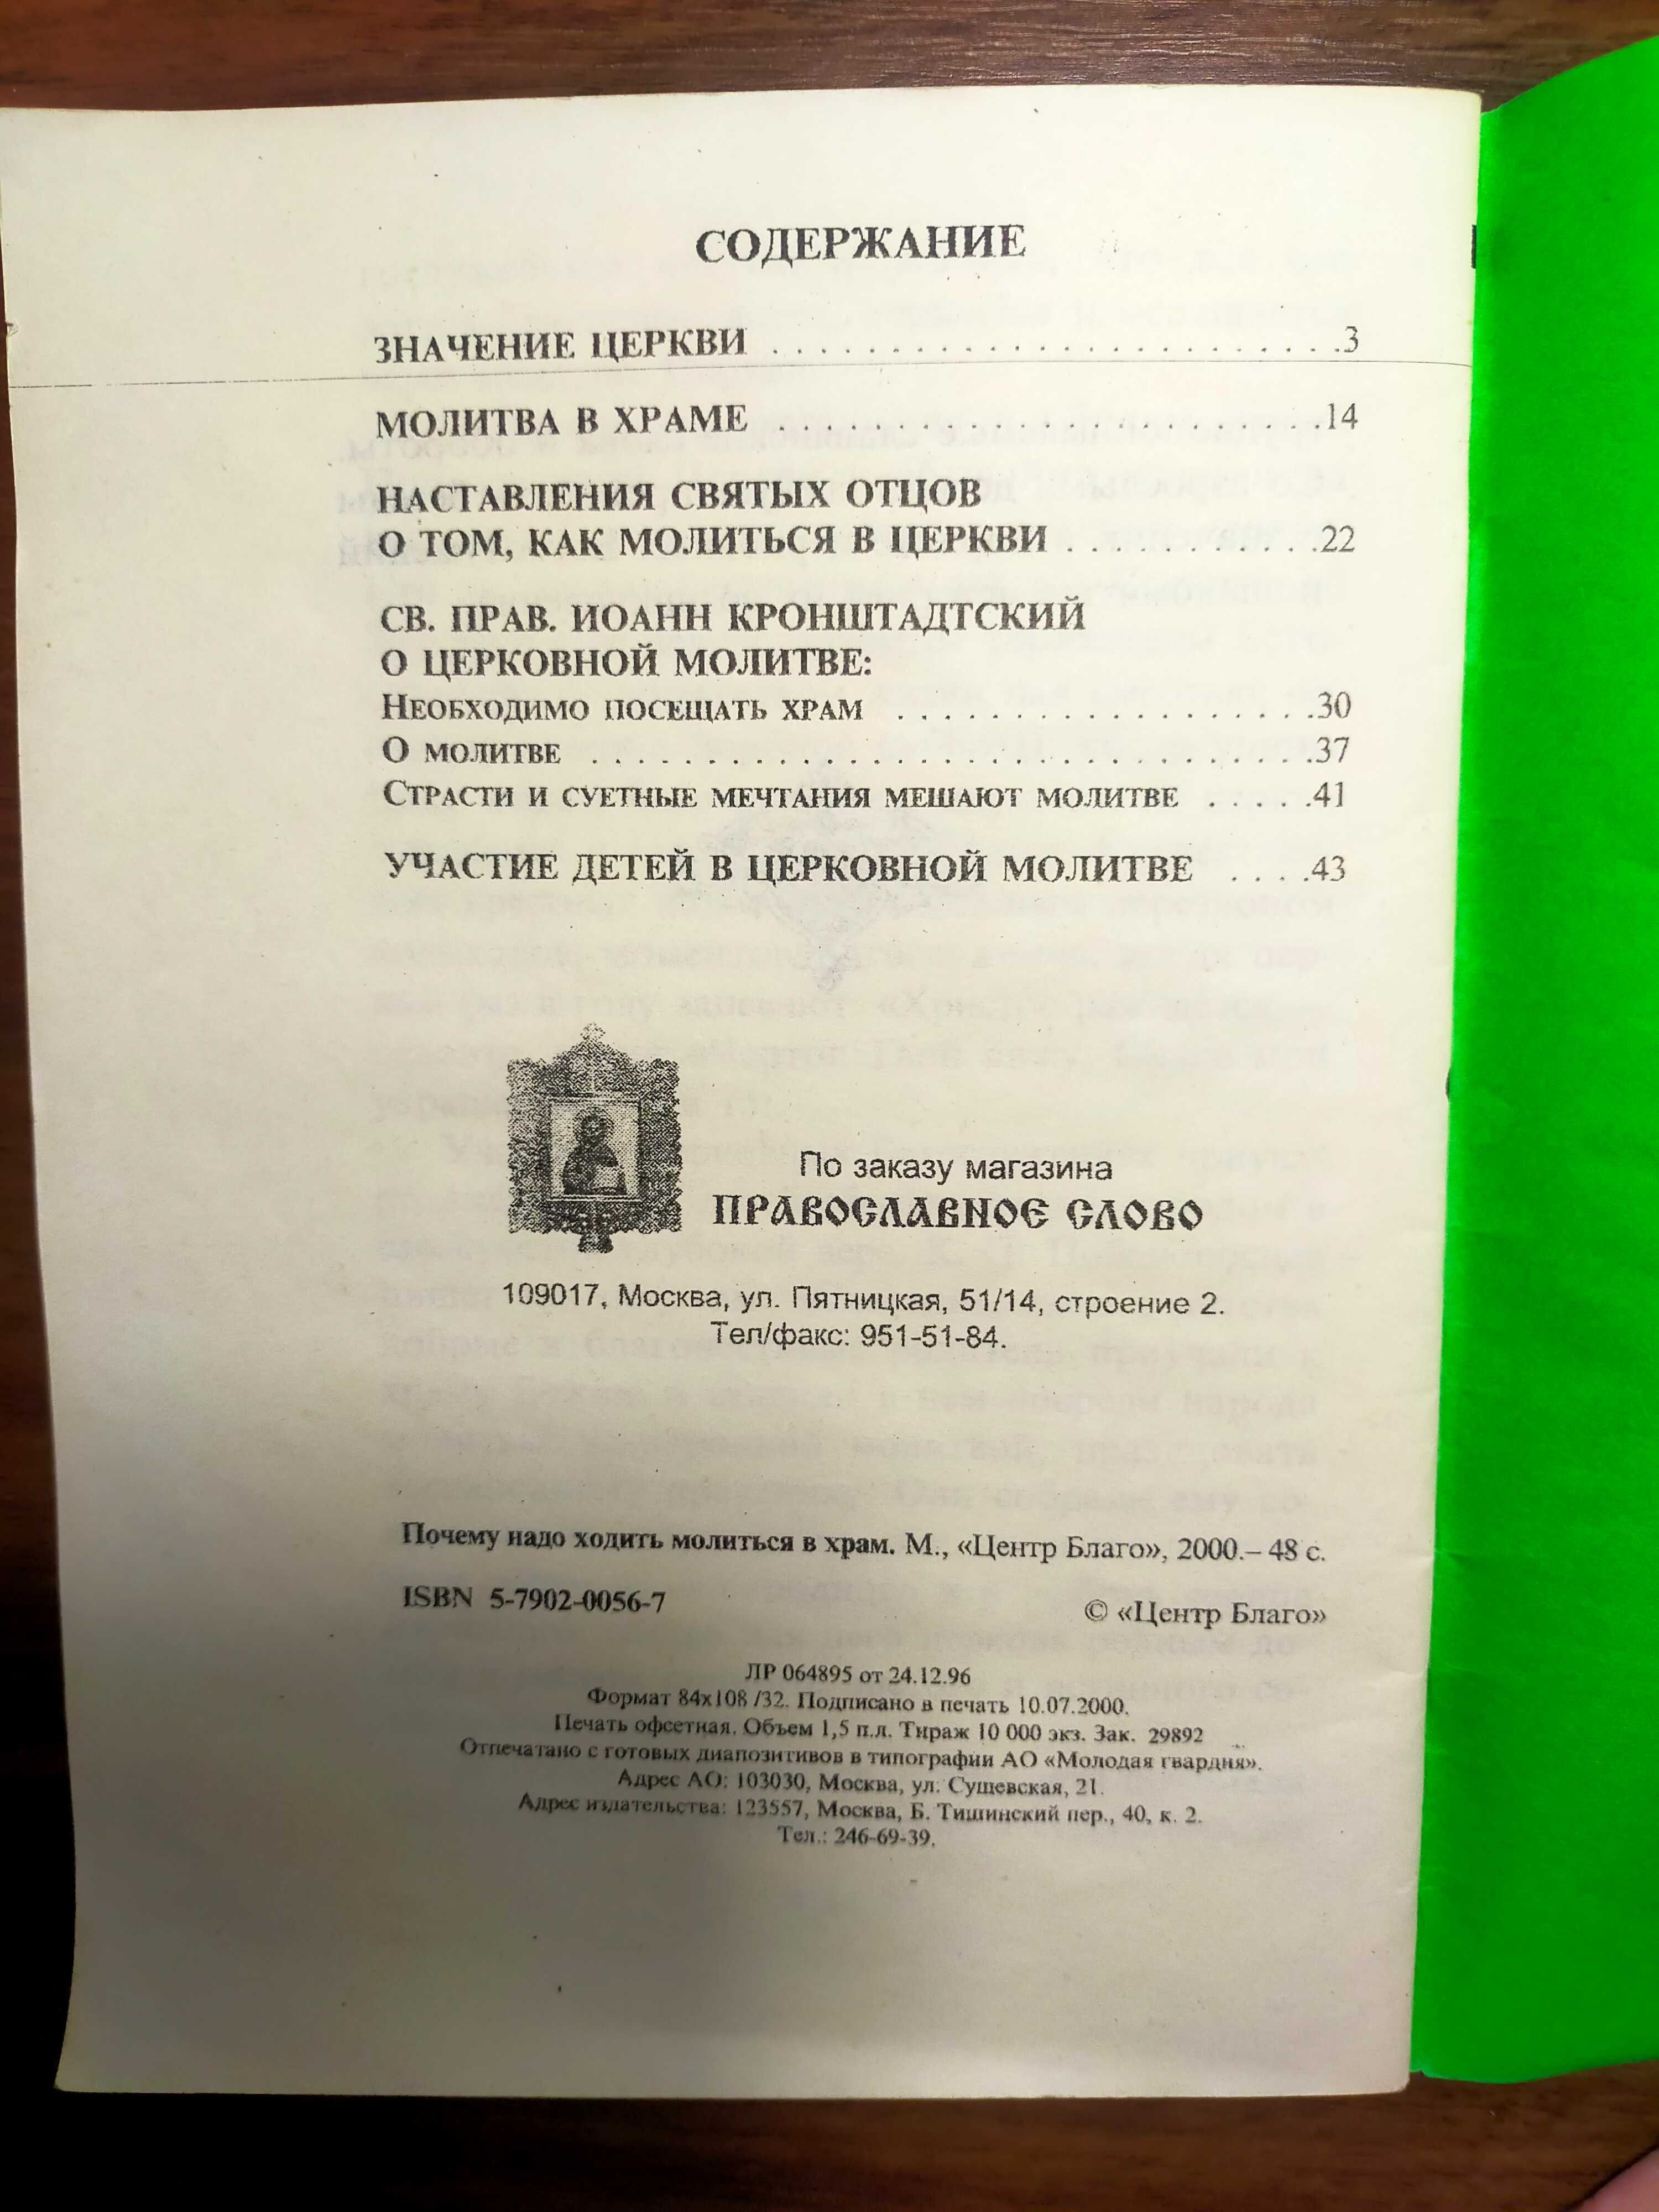 СОДЕРЖАНИЕ
ЗНАЧЕНИЕ ЦЕРКВИ . . . . . . . . . . . . . . . . . . . . . . . . .3
МОЛИТВА В ХРАМЕ . . . . . . . . . . . . . . . . . . . . . . . .14
НАСТАВЛЕНИЯ СВЯТЫХ ОТЦОВ
О ТОМ, КАК МОЛИТЬСЯ В ЦЕРКВИ . . . . . . . . . . .22
СВ. ПРАВ. ИОАНН КРОНШТАДТСКИЙ
О ЦЕРКОВНОЙ МОЛИТВЕ:
НЕОБХОДИМО ПОСЕЩАТЬ ХРАМ . . . . . . . . . . . . . . . . . . .30
О МОЛИТВЕ . . . . . . . . . . . . . . . . . . . . . . . . . . . . . . . .37
СТРАСТИ И СУЕТНЫЕ МЕЧТАНИЯ МЕШАЮТ МОЛИТВЕ . . . . .41
УЧАСТИЕ ДЕТЕЙ В ЦЕРКОВНОЙ МОЛИТВЕ . . . .43
По заказу магазина
ПРАВОСЛАВНОЕ СЛОВО
109017, Москва, ул. Пятницкая, 51/14, строение 2.
Тел/факс: 951-51-84.
Почему надо ходить молиться в храм. М., «Центр Благо», 2000.– 48 с.
ISBN 5-7902-0056-7 © «Центр Благо»
ЛР 064895 от 24.12.96
Формат 84х108 /32. Подписано в печать 10.07.2000.
Печать офсетная. Объем 1,5 п.л. Тираж 10 000 экз. Зак. 29892
Отпечатано с готовых диапозитивов в типографии АО «Молодая гвардия».
Адрес АО: 103030, Москва, ул. Сущевская, 21.
Адрес издательства: 123557, Москва, Б. Тишинский пер., 40, к. 2.
Тел.: 246-69-39.